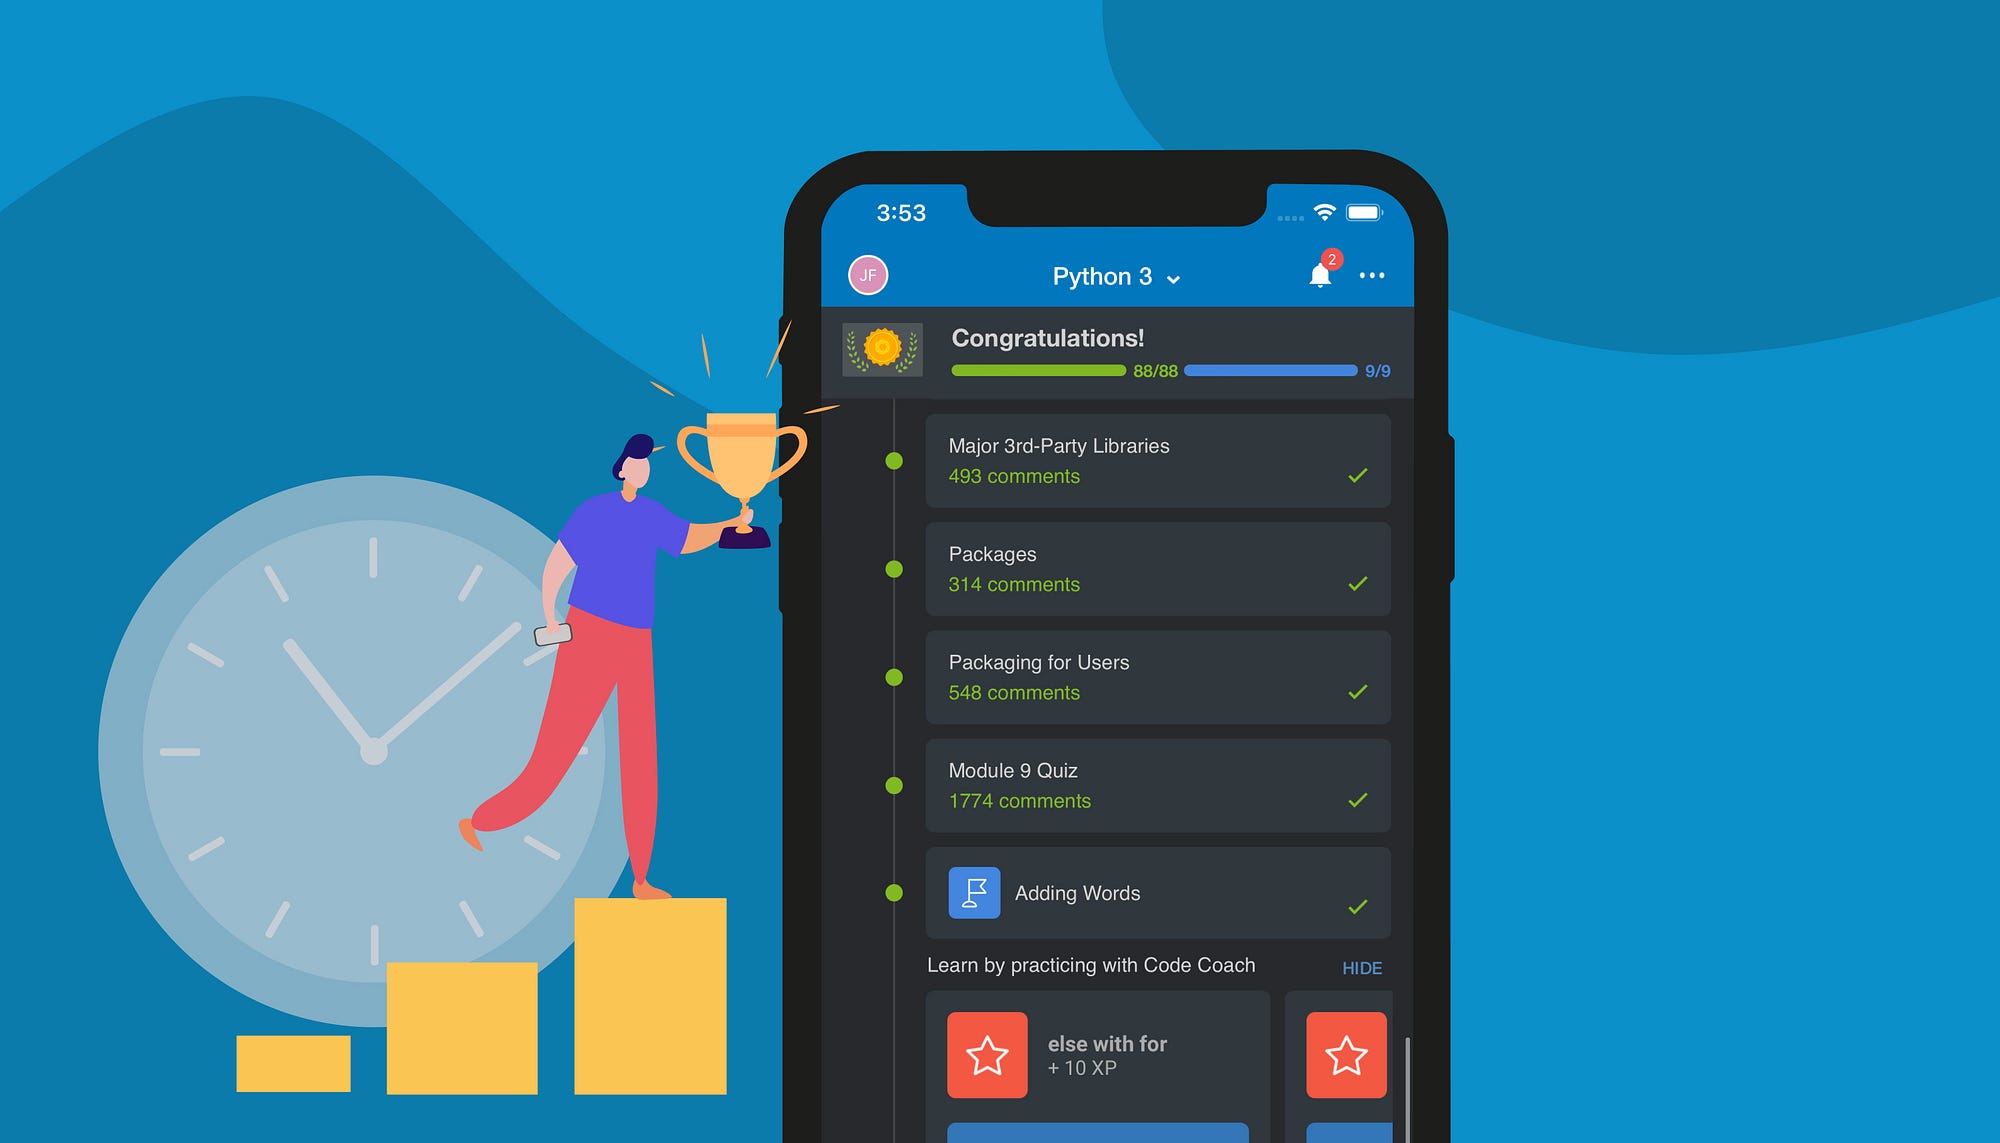 3:53
JF
Python 3
2
Congratulations!
88/88 9/9
Major 3rd-Party Libraries
493 comments
Packages
314 comments
Packaging for Users
548 comments
Module 9 Quiz
1774 comments
Adding Words
Learn by practicing with Code Coach
HIDE
else with for
+ 10 XP